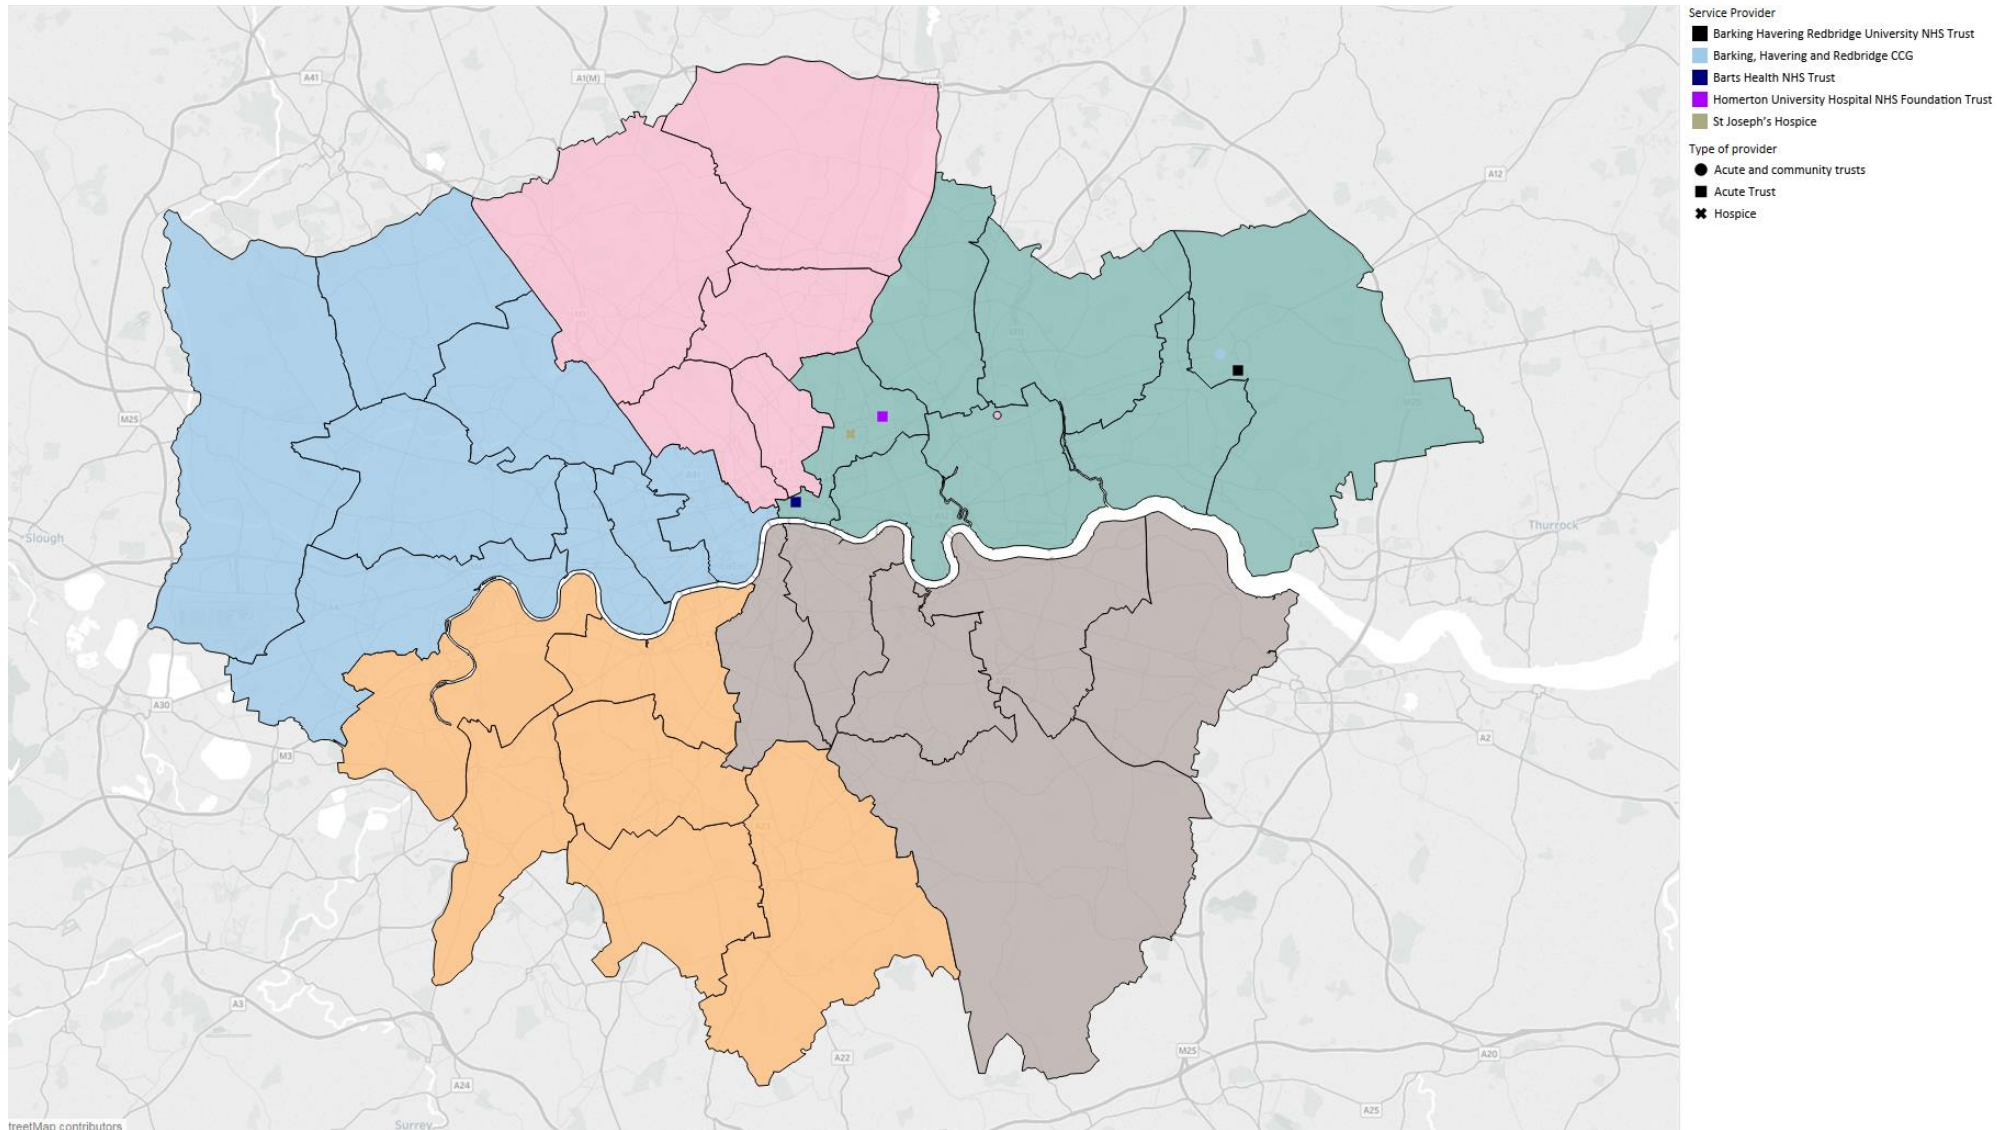 Service Provider
Barking Havering Redbridge University NHS Trust
Barking, Havering and Redbridge CCG
Barts Health NHS Trust
Homerton University Hospital NHS Foundation Trust
St Joseph's Hospice
Type of provider
Acute and community trusts
Acute Trust
Hospice
A41
A1(M)
A12
M25
Slough
Thurrock
A30
M3
A2
A3
A22
M25
A20
A24
A25
Surrey
treetMap contributors